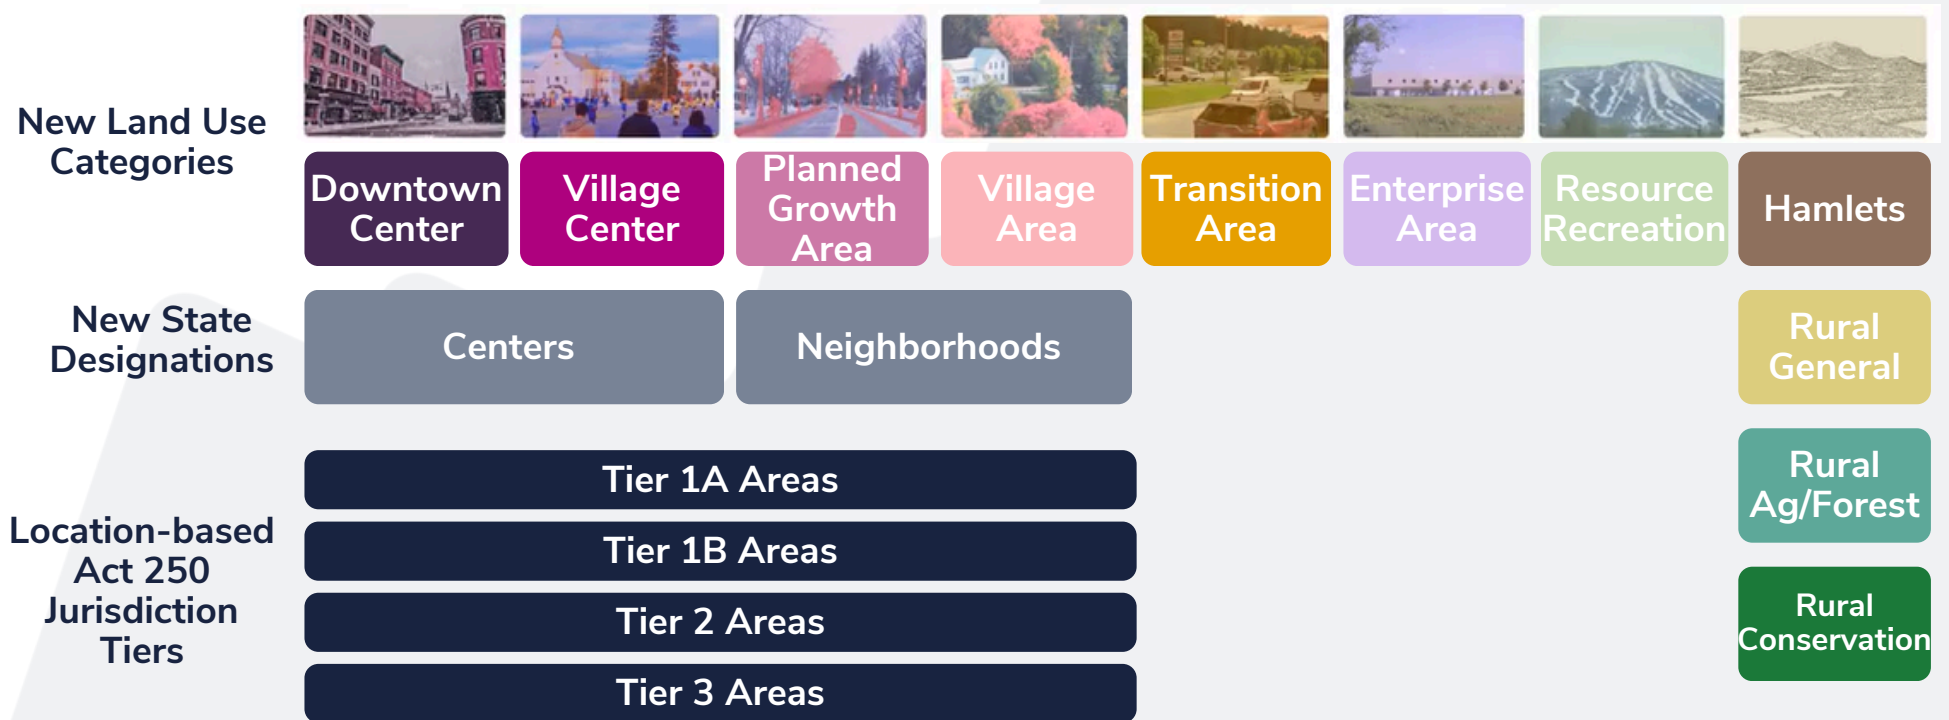 New Land Use
Categories
Downtown
Center
Village
Center
Planned
Growth
Area
Village
Area
Transition
Area
Enterprise
Area
Resource
Recreation
Hamlets
New State
Designations
Centers
Neighborhoods
Rural
General
Rural
Ag/Forest
Rural
Conservation
Location-based
Act 250
Jurisdiction
Tiers
Tier 1A Areas
Tier 1B Areas
Tier 2 Areas
Tier 3 Areas